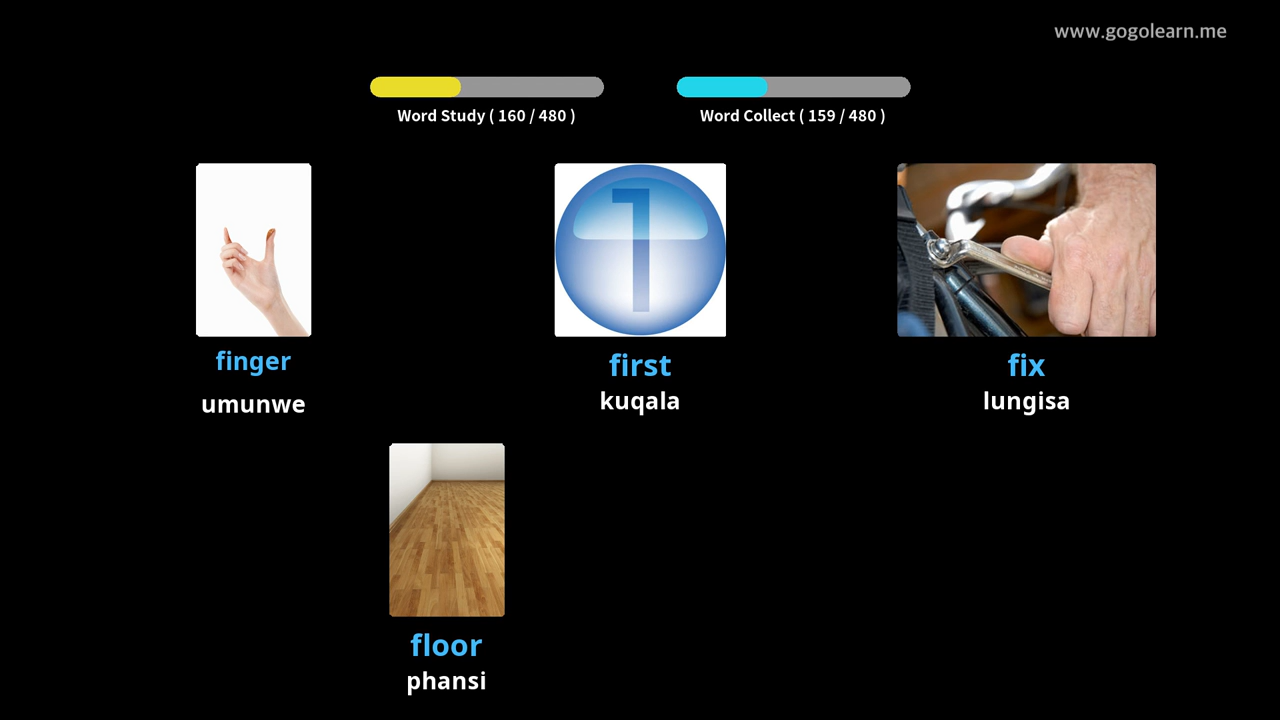 www.gogolearn.me
Word Study ( 160 / 480 )
Word Collect ( 159 / 480 )
1
finger
umunwe
first
kuqala
fix
lungisa
floor
phansi